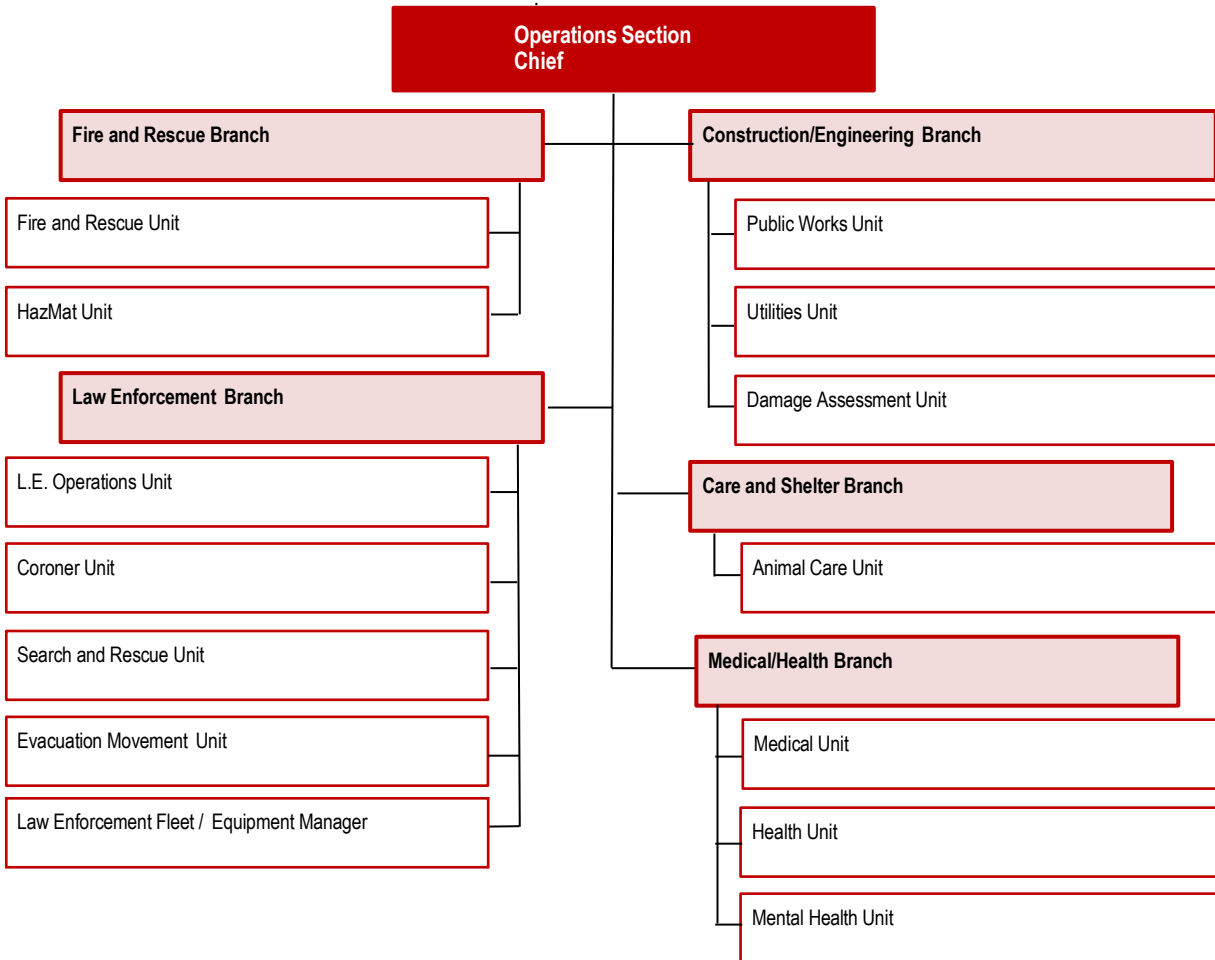 Operations Section
Chief
Fire and Rescue Branch
Fire and Rescue Unit
HazMat Unit
Law Enforcement Branch
L.E. Operations Unit
Coroner Unit
Search and Rescue Unit
Evacuation Movement Unit
Law Enforcement Fleet / Equipment Manager
Construction/Engineering Branch
Public Works Unit
Utilities Unit
Damage Assessment Unit
Care and Shelter Branch
Animal Care Unit
Medical/Health Branch
Medical Unit
Health Unit
Mental Health Unit